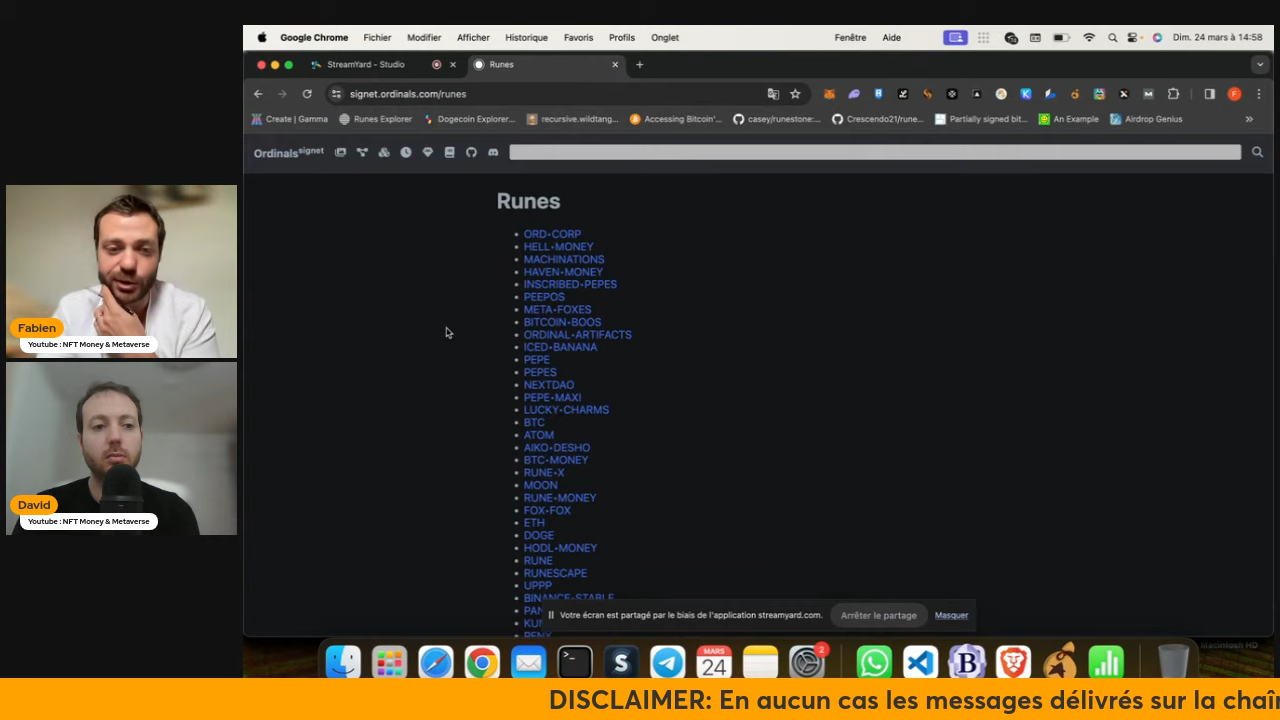 Google Chrome Fichier Modifier Afficher Historique Favoris Profils Onglet Fenêtre Aide Dim. 24 mars à 14:58
StreamYard - Studio Runes
signet.ordinals.com/runes
Create | Gamma Runes Explorer Dogecoin Explorer... recursive.wildtang... Accessing Bitcoin'... casey/runestone:... Crescendo21/rune... Partially signed bit... An Example Airdrop Genius
Ordinals signet
Runes
ORD•CORP
HELL•MONEY
MACHINATIONS
HAVEN•MONEY
INSCRIBED•PEPES
PEEPOS
META•FOXES
BITCOIN•BOOS
ORDINAL•ARTIFACTS
ICED•BANANA
PEPE
PEPES
NEXTDAO
PEPE•MAXI
LUCKY•CHARMS
BTC
ATOM
AIKO•DESHO
BTC•MONEY
RUNE•X
MOON
RUNE•MONEY
FOX•FOX
ETH
DOGE
HODL•MONEY
RUNE
RUNESCAPE
UPPP
BINANCE•STABLE
Votre écran est partagé par le biais de l'application streamyard.com. Arrêter le partage Masquer
Fabien
Youtube : NFT Money & Metaverse
David
Youtube : NFT Money & Metaverse
Macintosh HD
MARS
24
2
DISCLAIMER: En aucun cas les messages délivrés sur la chaîn